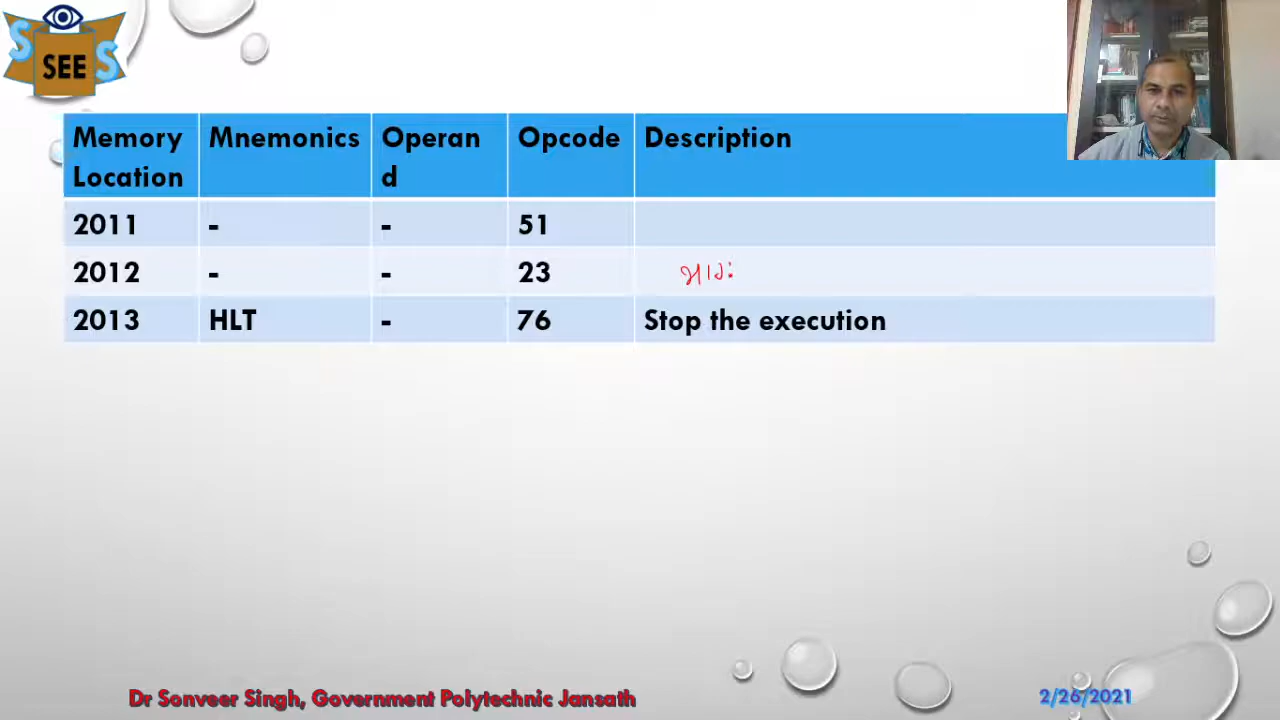 S SEE S
Memory Location Mnemonics Operan d Opcode Description
2011 - - 51
2012 - - 23
2013 HLT - 76 Stop the execution
Dr Sonveer Singh, Government Polytechnic Jansath
2/26/2021